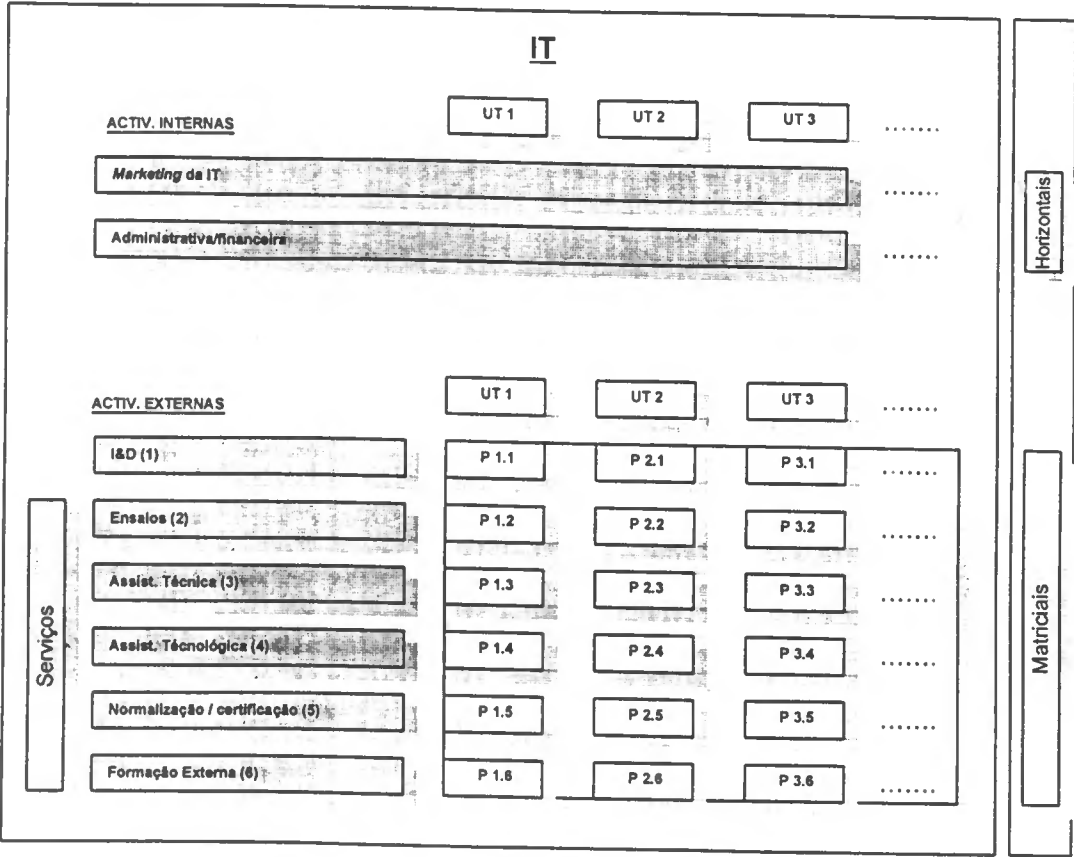 IT
ACTIV. INTERNAS UT 1 UT 2 UT 3 .......
Marketing da IT .......
Administrativa/financeira .......
Horizontais
ACTIV. EXTERNAS UT 1 UT 2 UT 3 .......
I&D (1) P 1.1 P 2.1 P 3.1 .......
Ensaios (2) P 1.2 P 2.2 P 3.2 .......
Assist. Técnica (3) P 1.3 P 2.3 P 3.3 .......
Assist. Técnológica (4) P 1.4 P 2.4 P 3.4 .......
Normalização / certificação (5) P 1.5 P 2.5 P 3.5 .......
Formação Externa (6) P 1.6 P 2.6 P 3.6 .......
Serviços
Matriciais